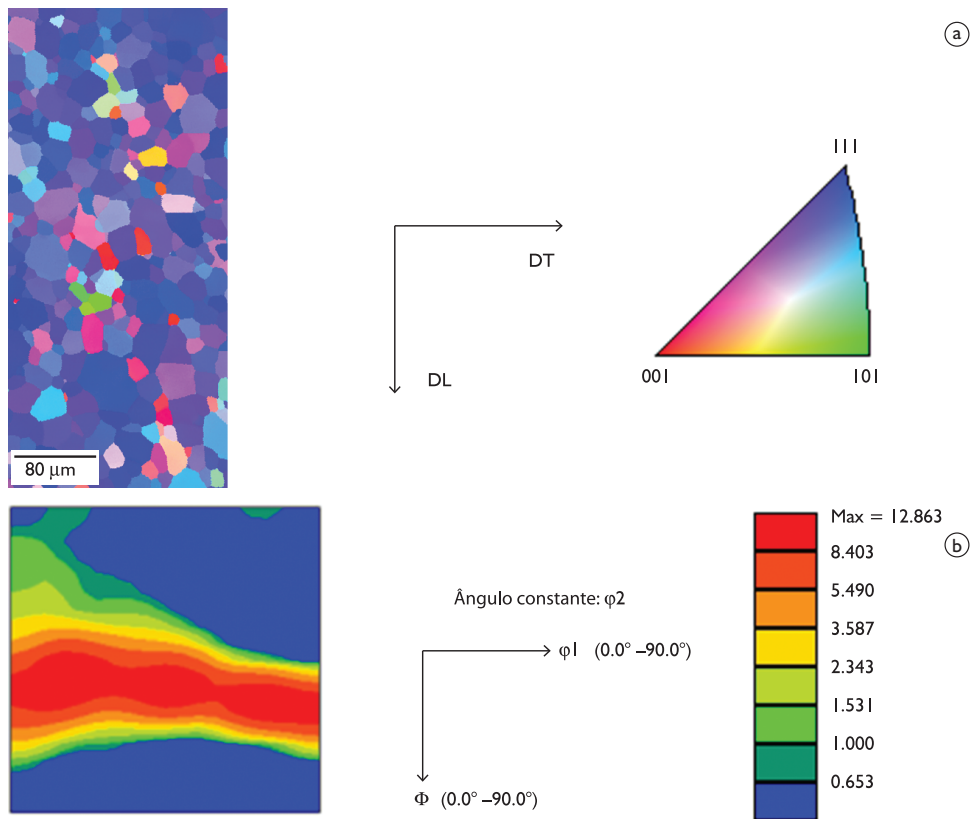 a
111
DT
DL
001
101
80 µm
Max = 12.863
b
8.403
5.490
3.587
2.343
1.531
1.000
0.653
Ângulo constante: φ2
φ1 (0.0° –90.0°)
Φ (0.0° –90.0°)